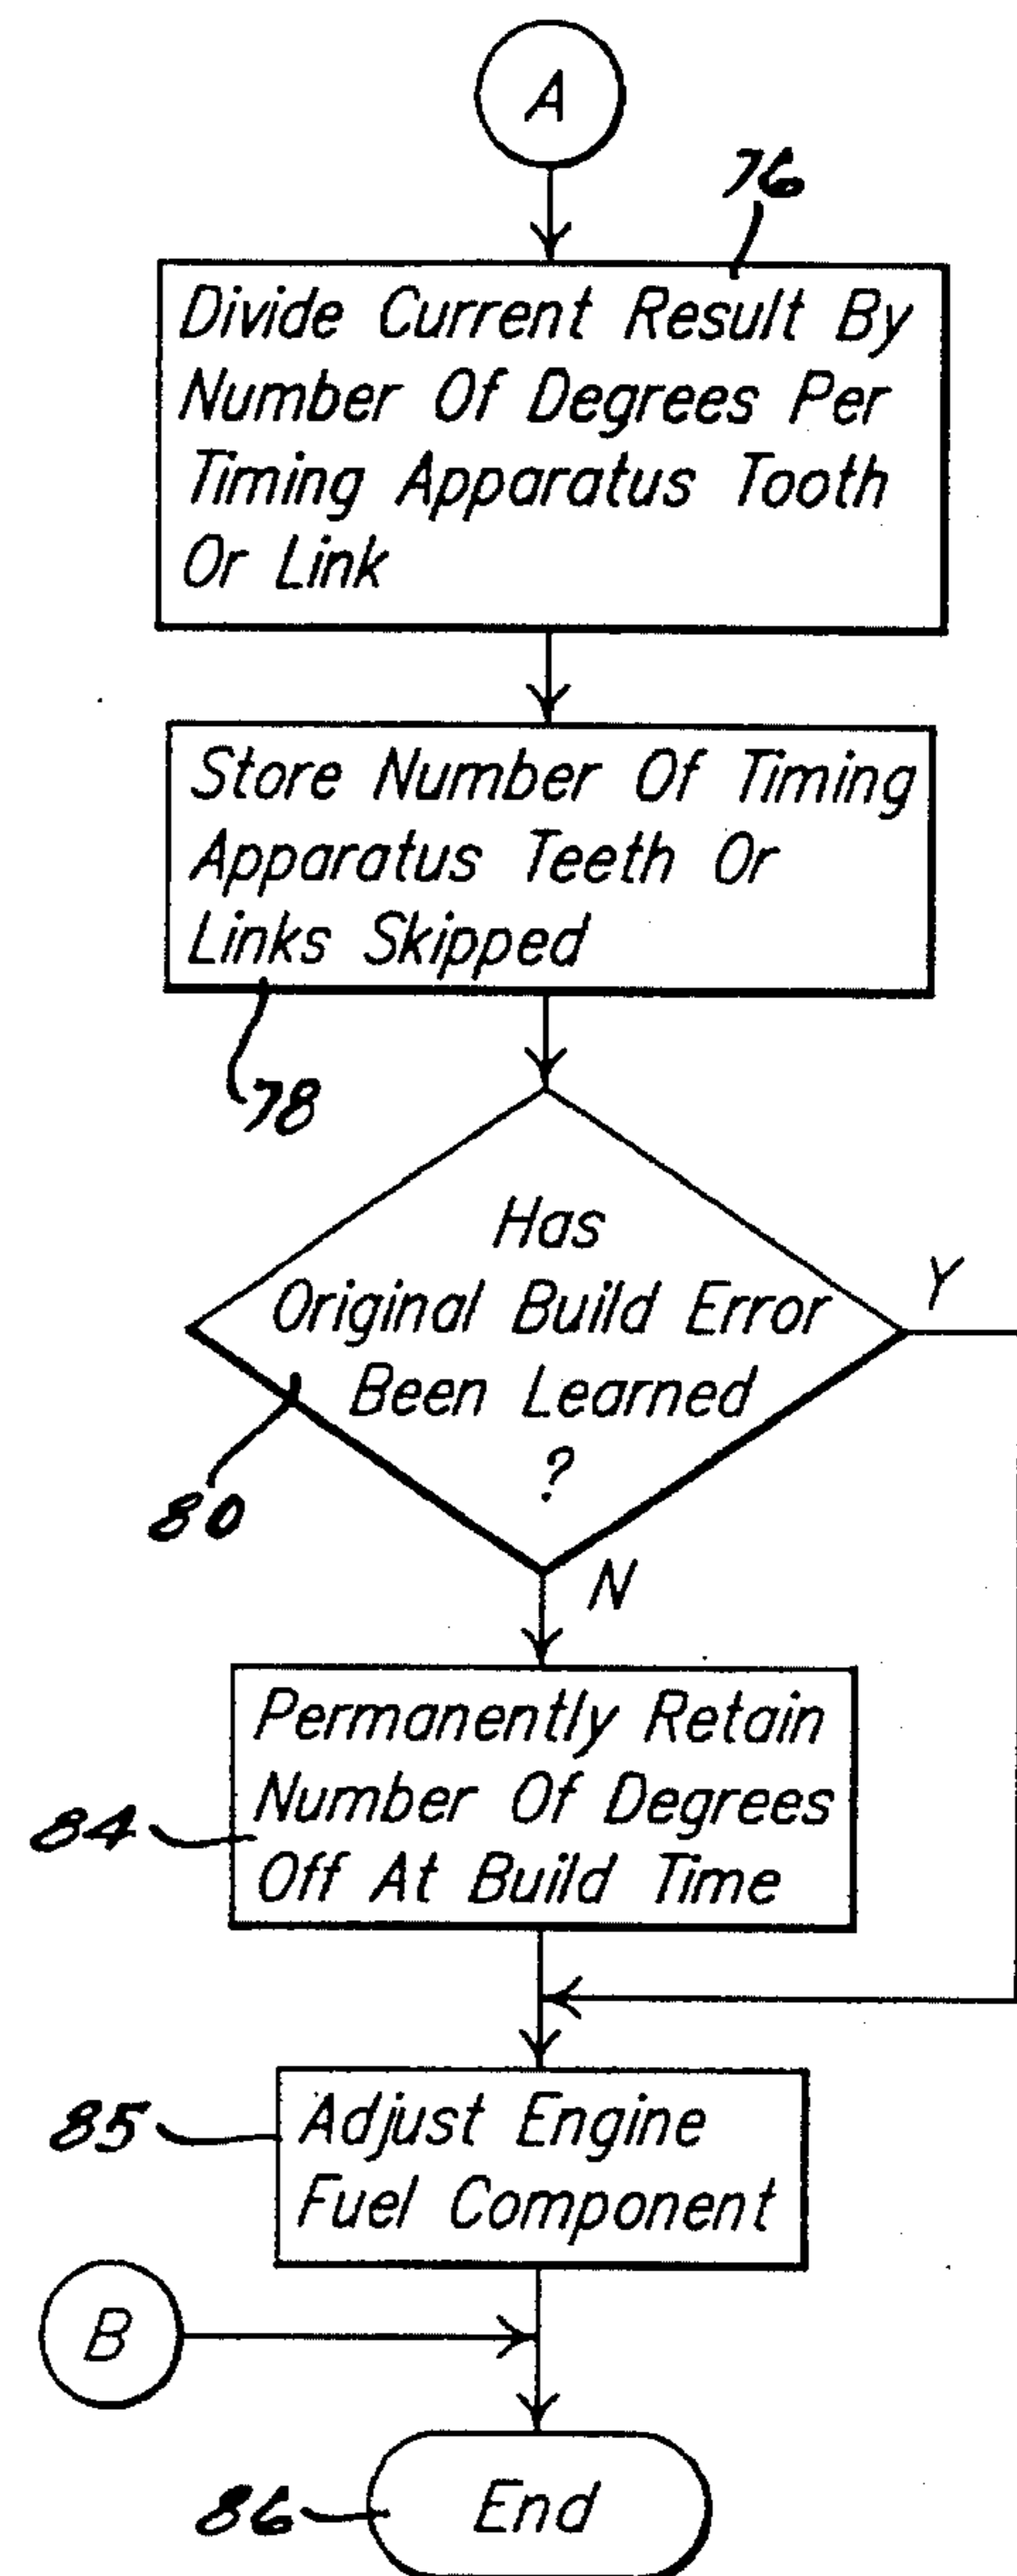 A
76
Divide Current Result By
Number Of Degrees Per
Timing Apparatus Tooth
Or Link
Store Number Of Timing
Apparatus Teeth Or
Links Skipped
78
Has
Original Build Error
Been Learned
?
Y
80
N
Permanently Retain
Number Of Degrees
Off At Build Time
84
Adjust Engine
Fuel Component
85
B
End
86